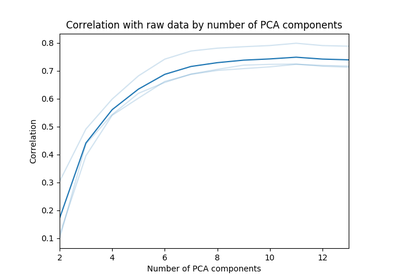 Correlation with raw data by number of PCA components
0.8
0.7
0.6
0.5
0.4
0.3
0.2
0.1
Correlation
2 4 6 8 10 12
Number of PCA components